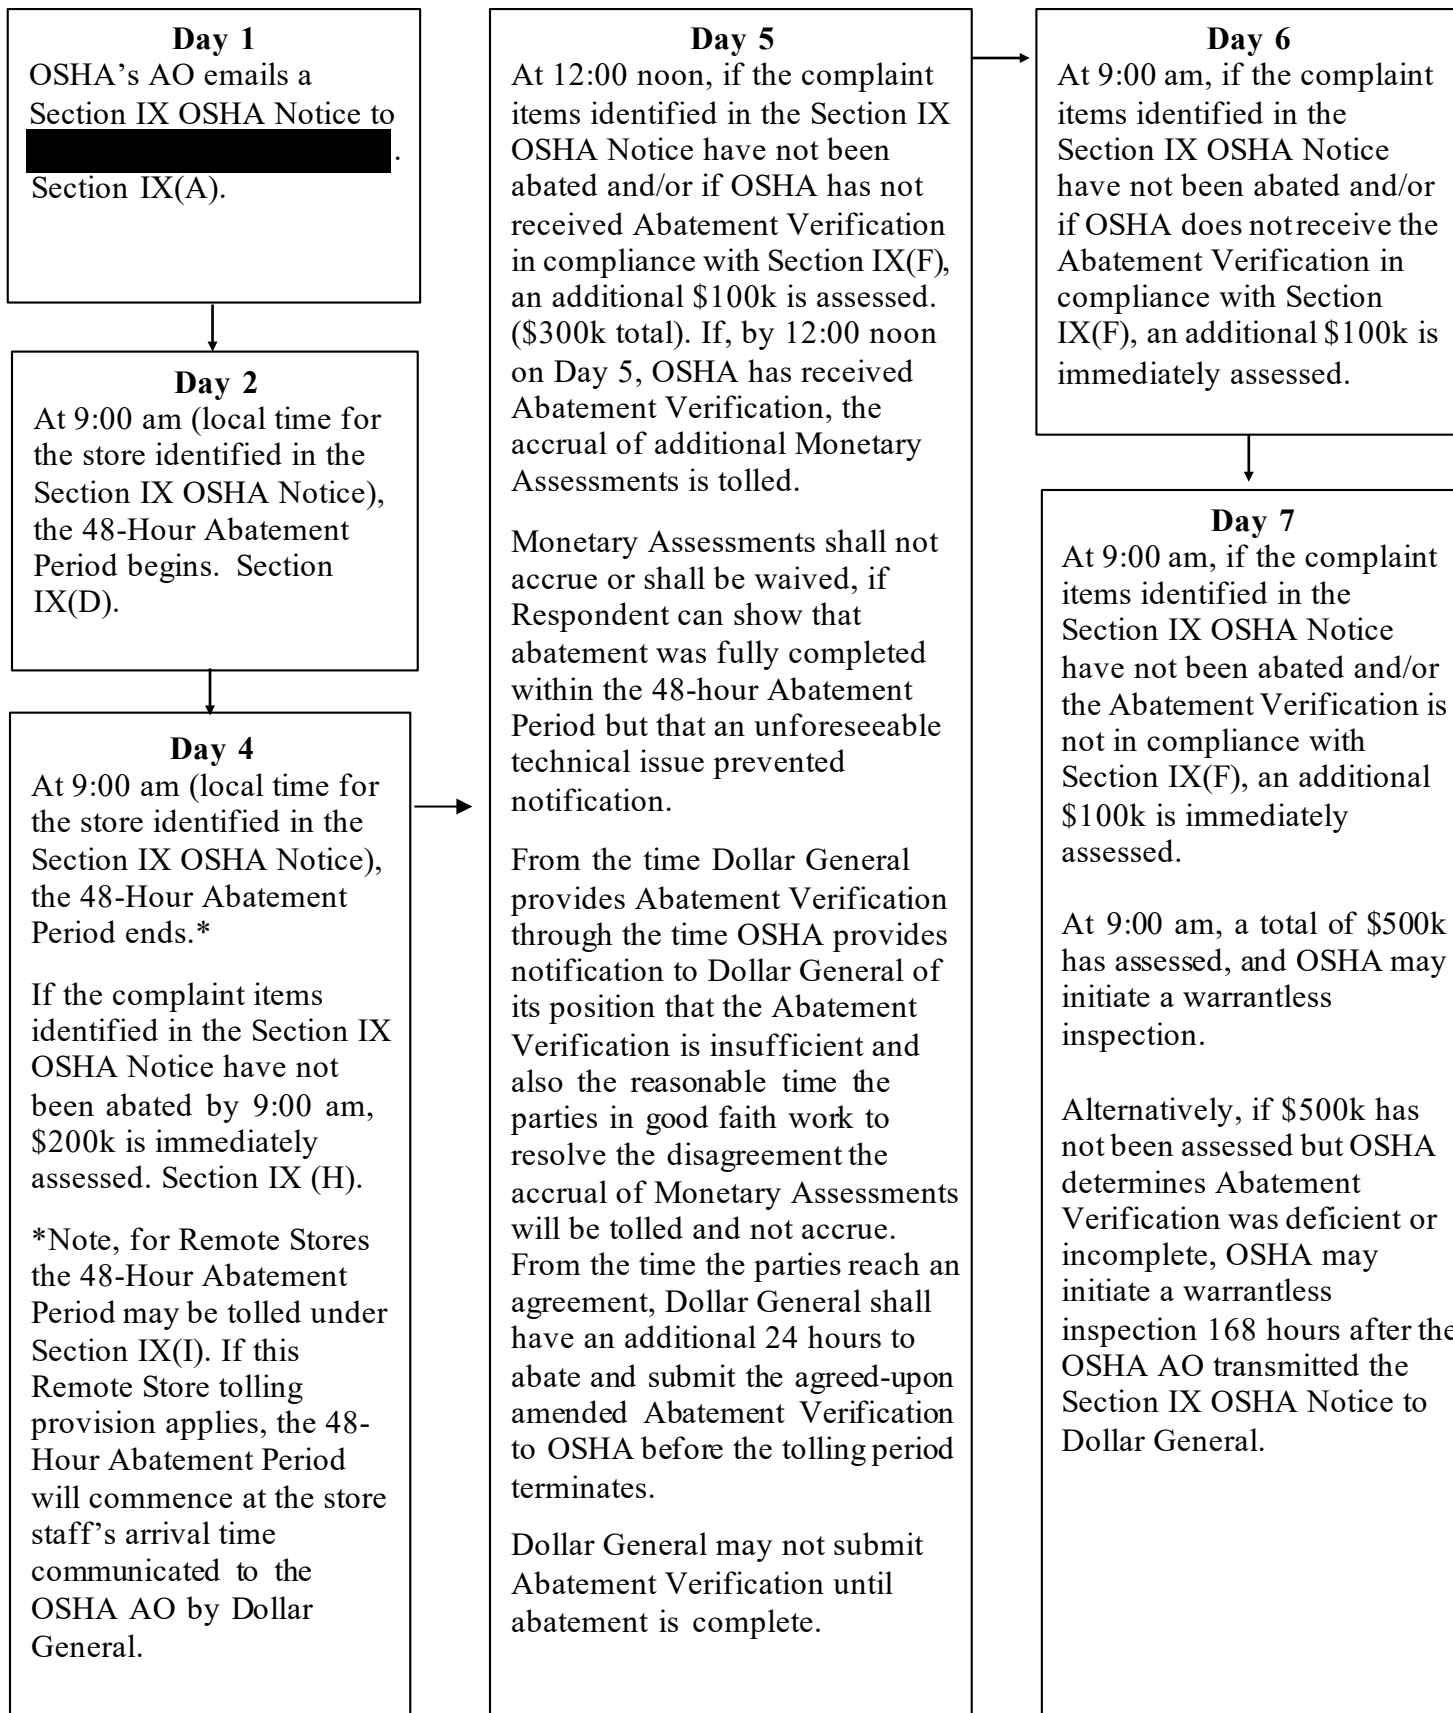 Day 1
OSHA’s AO emails a
Section IX OSHA Notice to
.
Section IX(A).
Day 2
At 9:00 am (local time for
the store identified in the
Section IX OSHA Notice),
the 48-Hour Abatement
Period begins. Section
IX(D).
Day 4
At 9:00 am (local time for
the store identified in the
Section IX OSHA Notice),
the 48-Hour Abatement
Period ends.*
If the complaint items
identified in the Section IX
OSHA Notice have not
been abated by 9:00 am,
$200k is immediately
assessed. Section IX (H).
*Note, for Remote Stores
the 48-Hour Abatement
Period may be tolled under
Section IX(I). If this
Remote Store tolling
provision applies, the 48-
Hour Abatement Period
will commence at the store
staff’s arrival time
communicated to the
OSHA AO by Dollar
General.
Day 5
At 12:00 noon, if the complaint
items identified in the Section IX
OSHA Notice have not been
abated and/or if OSHA has not
received Abatement Verification
in compliance with Section IX(F),
an additional $100k is assessed.
($300k total). If, by 12:00 noon
on Day 5, OSHA has received
Abatement Verification, the
accrual of additional Monetary
Assessments is tolled.
Monetary Assessments shall not
accrue or shall be waived, if
Respondent can show that
abatement was fully completed
within the 48-hour Abatement
Period but that an unforeseeable
technical issue prevented
notification.
From the time Dollar General
provides Abatement Verification
through the time OSHA provides
notification to Dollar General of
its position that the Abatement
Verification is insufficient and
also the reasonable time the
parties in good faith work to
resolve the disagreement the
accrual of Monetary Assessments
will be tolled and not accrue.
From the time the parties reach an
agreement, Dollar General shall
have an additional 24 hours to
abate and submit the agreed-upon
amended Abatement Verification
to OSHA before the tolling period
terminates.
Dollar General may not submit
Abatement Verification until
abatement is complete.
Day 6
At 9:00 am, if the complaint
items identified in the
Section IX OSHA Notice
have not been abated and/or
if OSHA does not receive the
Abatement Verification in
compliance with Section
IX(F), an additional $100k is
immediately assessed.
Day 7
At 9:00 am, if the complaint
items identified in the
Section IX OSHA Notice
have not been abated and/or
the Abatement Verification is
not in compliance with
Section IX(F), an additional
$100k is immediately
assessed.
At 9:00 am, a total of $500k
has assessed, and OSHA may
initiate a warrantless
inspection.
Alternatively, if $500k has
not been assessed but OSHA
determines Abatement
Verification was deficient or
incomplete, OSHA may
initiate a warrantless
inspection 168 hours after the
OSHA AO transmitted the
Section IX OSHA Notice to
Dollar General.